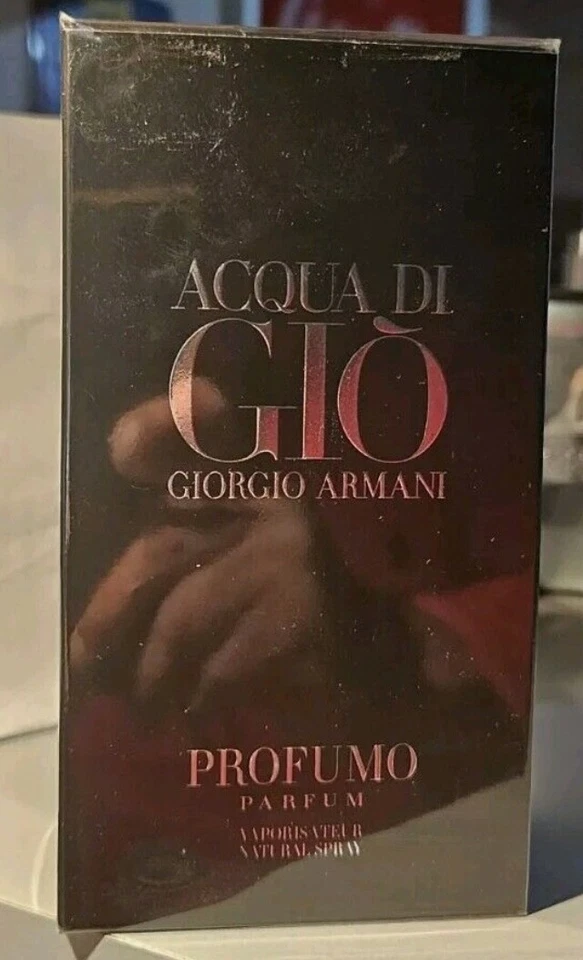 ACQUA DI
GIÒ
GIORGIO ARMANI
PROFUMO
PARFUM
VAPORISATEUR
NATURAL SPRAY